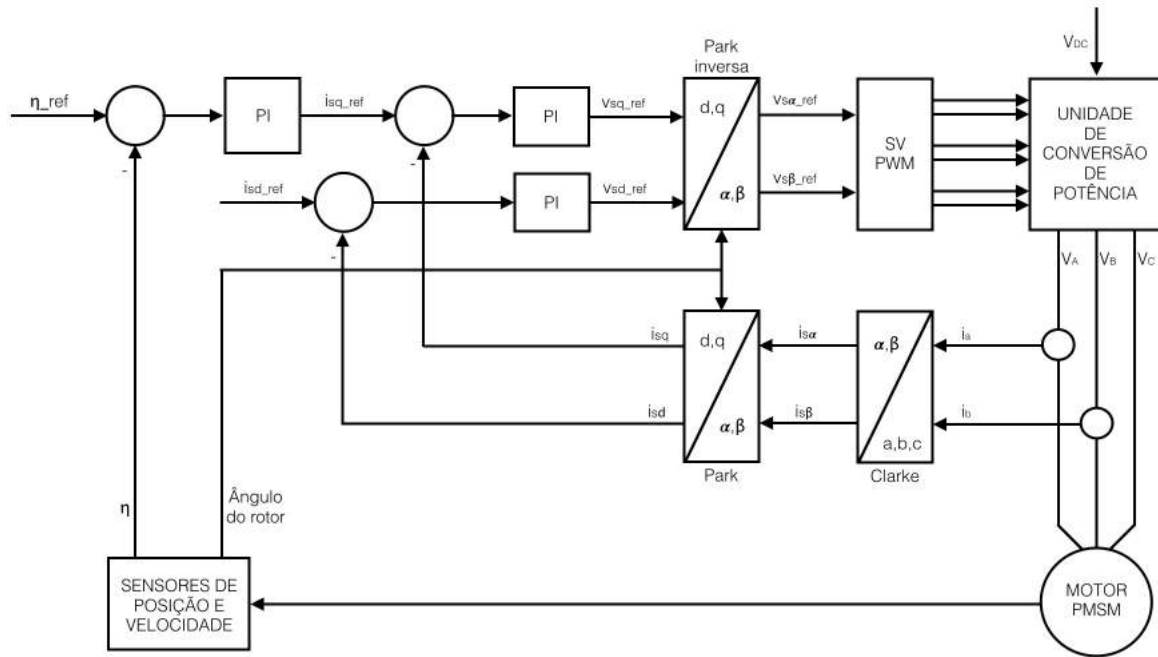 V_DC
Park
inversa
η_ref
PI
isq_ref
PI
vsq_ref
d,q
α,β
vsα_ref
vsβ_ref
SV
PWM
UNIDADE
DE
CONVERSÃO
DE
POTÊNCIA
-
isd_ref
-
PI
vsd_ref
-
VA
VB
VC
isq
d,q
isα
α,β
ia
isd
α,β
isβ
a,b,c
ib
Park
Clarke
η
Ângulo
do rotor
SENSORES DE
POSIÇÃO E
VELOCIDADE
MOTOR
PMSM